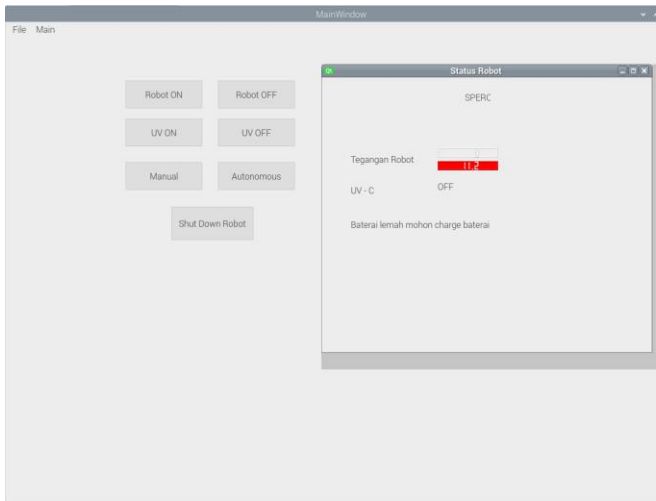 MainWindow
File Main
Robot ON Robot OFF
UV ON UV OFF
Manual Autonomous
Shut Down Robot
Status Robot
SPERC
Tegangan Robot
11.2
UV - C OFF
Baterai lemah mohon charge baterai